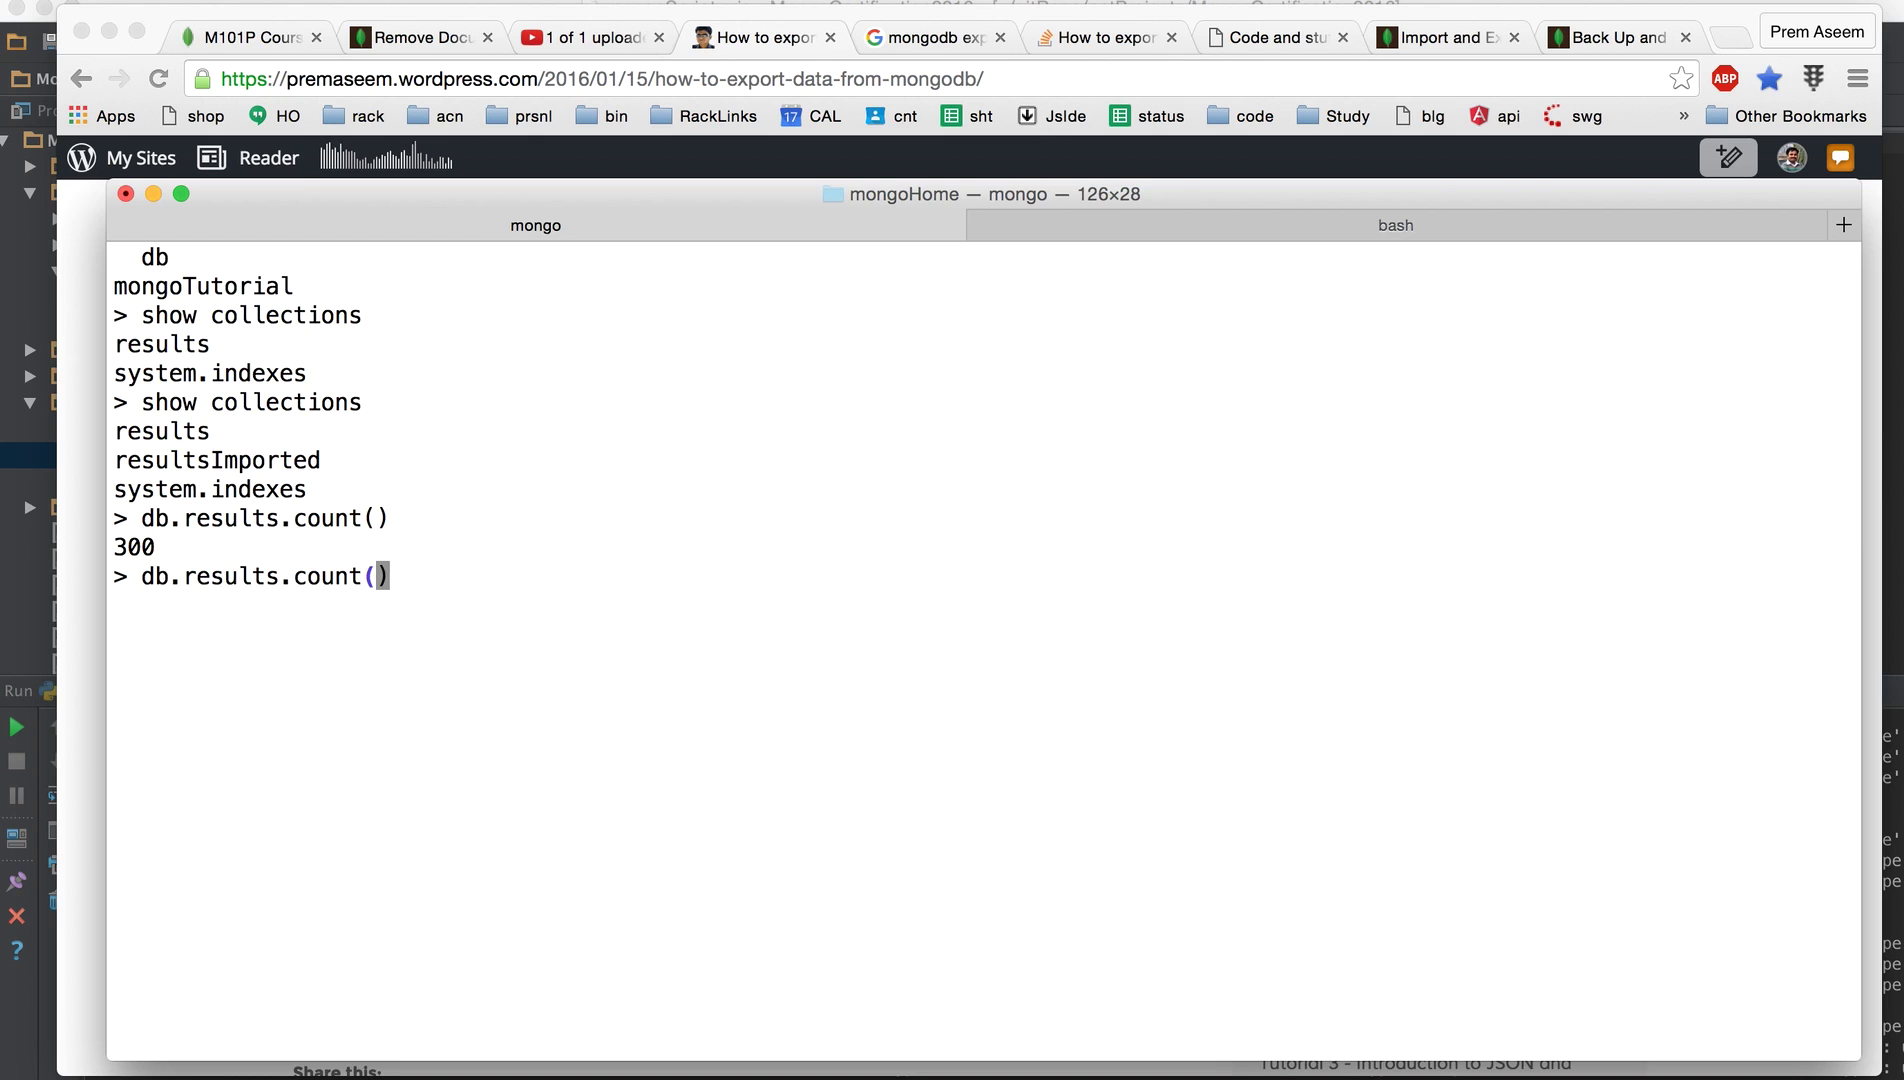 M101P Cours
Remove Docu
1 of 1 upload
How to expor
mongodb exp
How to expor
Code and stu
Import and Ex
Back Up and
Prem Aseem
https://premaseem.wordpress.com/2016/01/15/how-to-export-data-from-mongodb/
ABP
Apps
shop
HO
rack
acn
prsnl
bin
RackLinks
17 CAL
cnt
sht
JsIde
status
code
Study
blg
api
swg
» Other Bookmarks
My Sites
Reader
mongoHome — mongo — 126×28
mongo
bash
db
mongoTutorial
> show collections
results
system.indexes
> show collections
results
resultsImported
system.indexes
> db.results.count()
300
> db.results.count()
Run
Share this:
Tutorial 3 - Introduction to JSON and